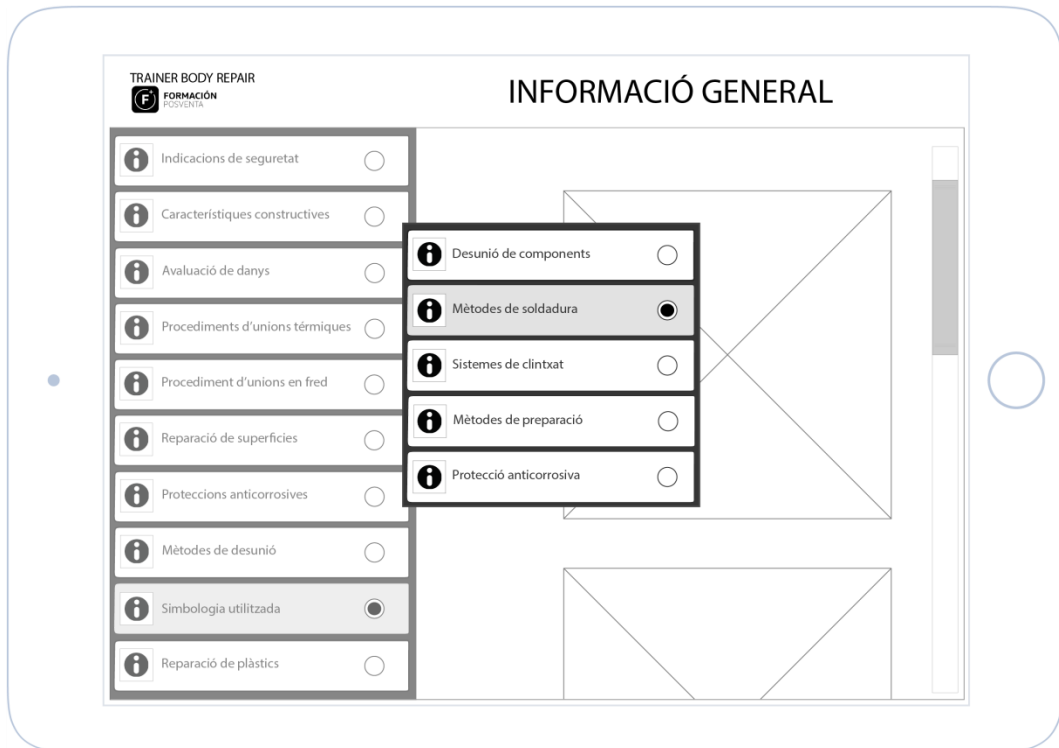 TRAINER BODY REPAIR
F+ FORMACIÓN
POSVENTA
INFORMACIÓ GENERAL
Indicacions de seguretat
Característiques constructives
Avaluació de danys
Procediments d'unions térmiques
Procediment d'unions en fred
Reparació de superficies
Proteccions anticorrosives
Mètodes de desunió
Simbologia utilitzada
Reparació de plàstics
Desunió de components
Mètodes de soldadura
Sistemes de clintxat
Mètodes de preparació
Protecció anticorrosiva